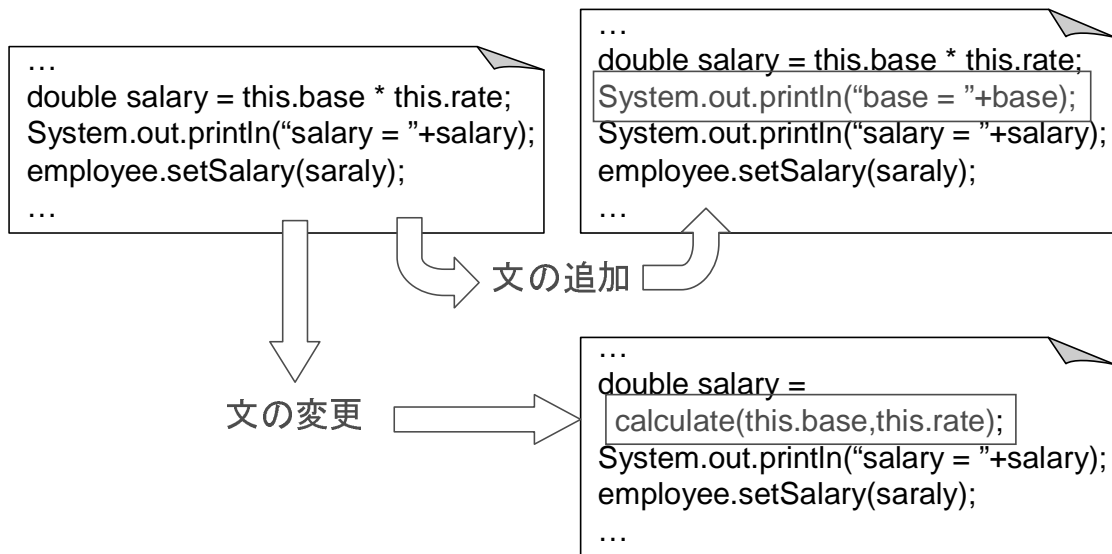 …
double salary = this.base * this.rate;
System.out.println(“salary = ”+salary);
employee.setSalary(saraly);
…
…
double salary = this.base * this.rate;
System.out.println(“base = ”+base);
System.out.println(“salary = ”+salary);
employee.setSalary(saraly);
…
文の追加
文の変更
…
double salary =
calculate(this.base,this.rate);
System.out.println(“salary = ”+salary);
employee.setSalary(saraly);
…